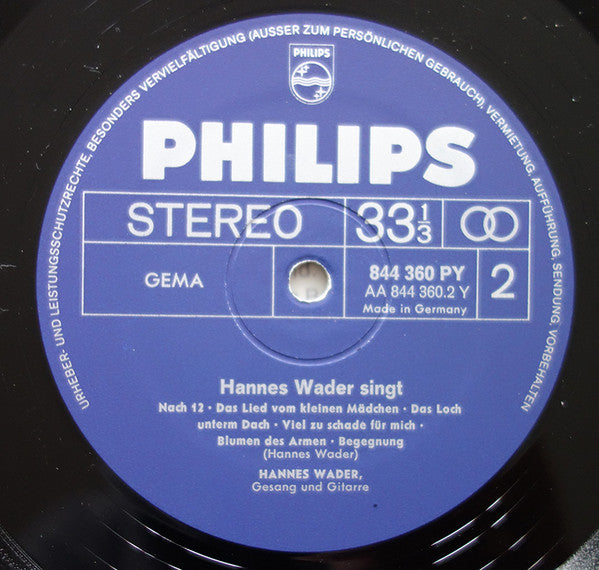 URHEBER- UND LEISTUNGSSCHUTZRECHTE, BESONDERS VERVIELFÄLTIGUNG (AUSSER ZUM PERSÖNLICHEN GEBRAUCH), VERMIETUNG, AUFFÜHRUNG, SENDUNG, VORBEHALTEN
PHILIPS
PHILIPS
STEREO 33⅓
GEMA
844 360 PY
AA 844 360.2 Y
Made in Germany
2
Hannes Wader singt
Nach 12 · Das Lied vom kleinen Mädchen · Das Loch
unterm Dach · Viel zu schade für mich ·
Blumen des Armen · Begegnung
(Hannes Wader)
HANNES WADER,
Gesang und Gitarre